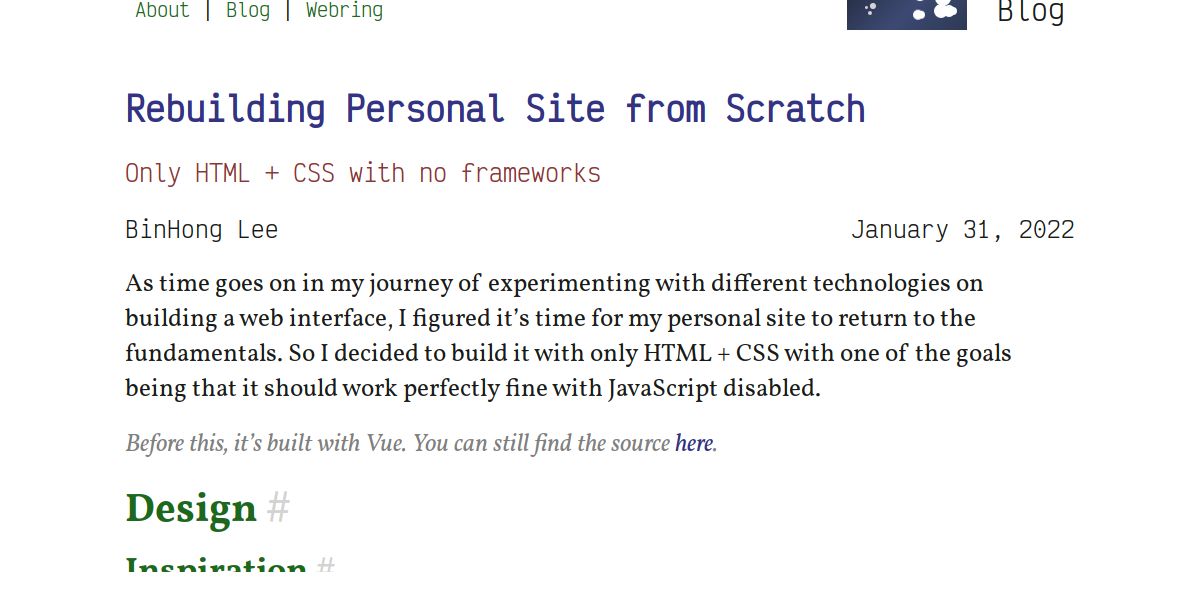 About | Blog | Webring
Blog
Rebuilding Personal Site from Scratch
Only HTML + CSS with no frameworks
BinHong Lee
January 31, 2022
As time goes on in my journey of experimenting with different technologies on
building a web interface, I figured it’s time for my personal site to return to the
fundamentals. So I decided to build it with only HTML + CSS with one of the goals
being that it should work perfectly fine with JavaScript disabled.
Before this, it’s built with Vue. You can still find the source here.
Design #
Inspiration #